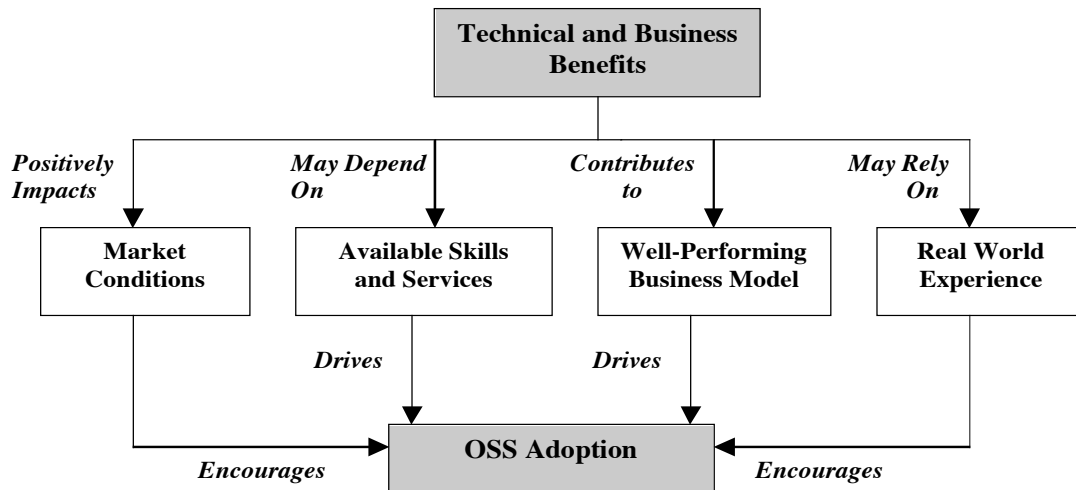 Technical and Business
Benefits
Positively
Impacts
May Depend
On
Contributes
to
May Rely
On
Market
Conditions
Available Skills
and Services
Well-Performing
Business Model
Real World
Experience
Drives
Drives
OSS Adoption
Encourages
Encourages